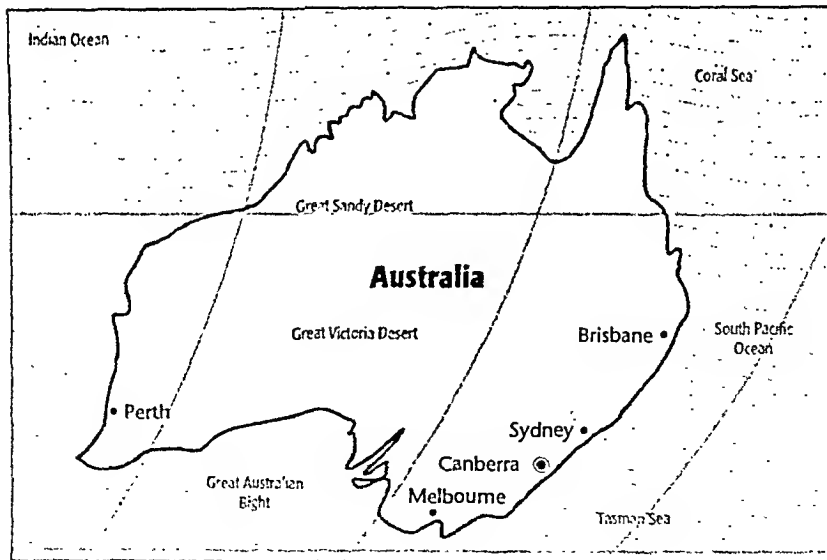 Indian Ocean
Coral Sea
Great Sandy Desert
Australia
Great Victoria Desert
Brisbane
South Pacific
Ocean
Perth
Sydney
Canberra
Great Australian
Bight
Melbourne
Tasman Sea